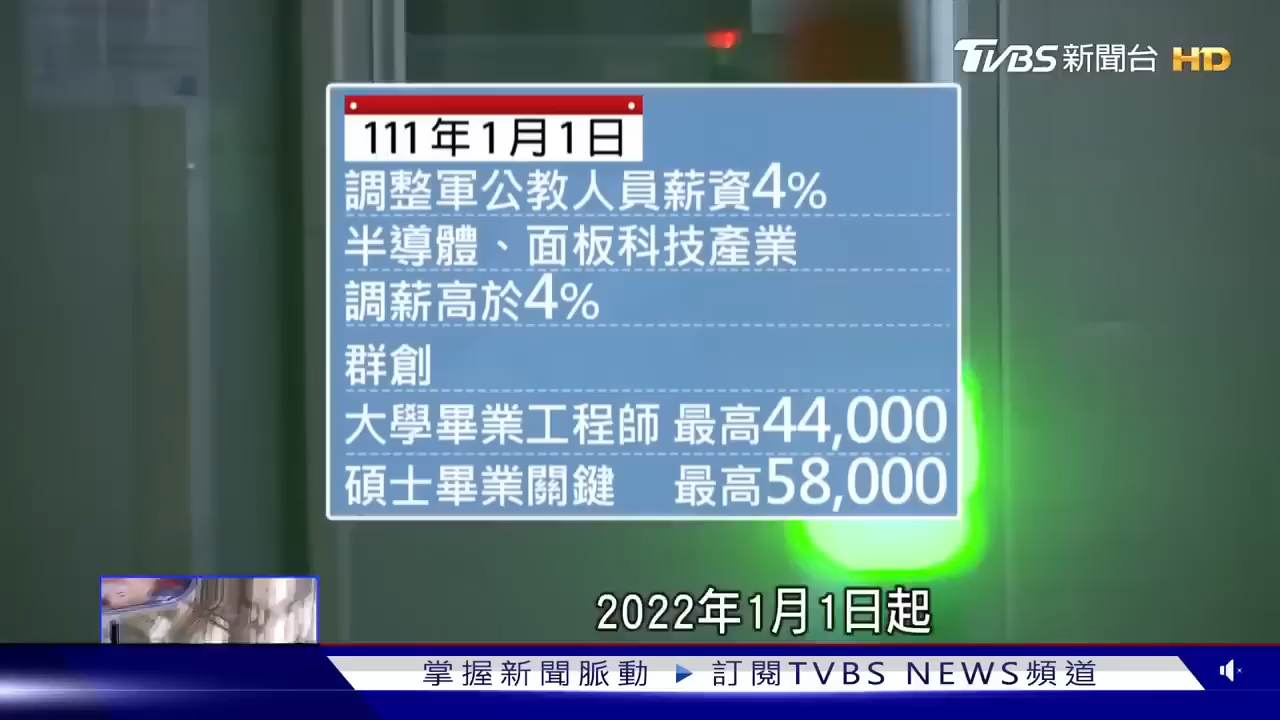 TVBS新聞台 HD
111年1月1日
調整軍公教人員薪資4%
半導體、面板科技產業
調薪高於4%
群創
大學畢業工程師 最高44,000
碩士畢業關鍵 最高58,000
2022年1月1日起
掌握新聞脈動 ▶ 訂閱TVBS NEWS頻道